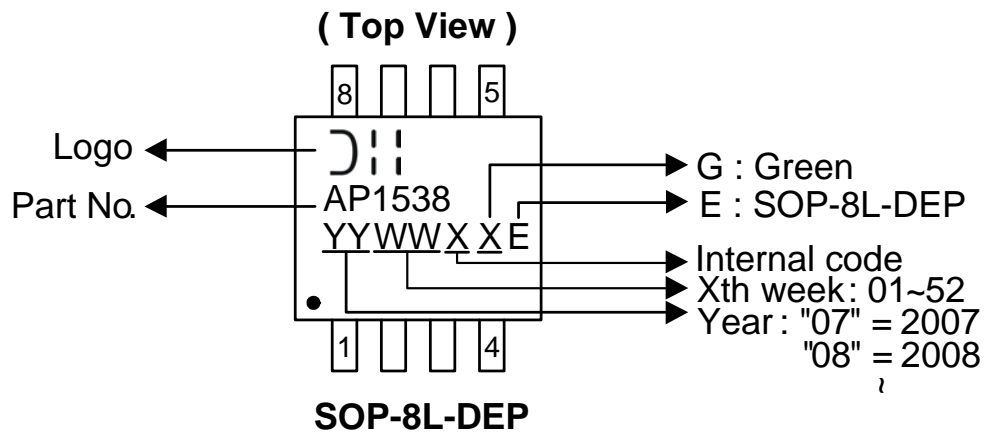 ( Top View )
8 5
Logo
Part No.
AP1538
YYWWX XE
G : Green
E : SOP-8L-DEP
Internal code
Xth week : 01~52
Year : "07" = 2007
"08" = 2008
~
1 4
SOP-8L-DEP